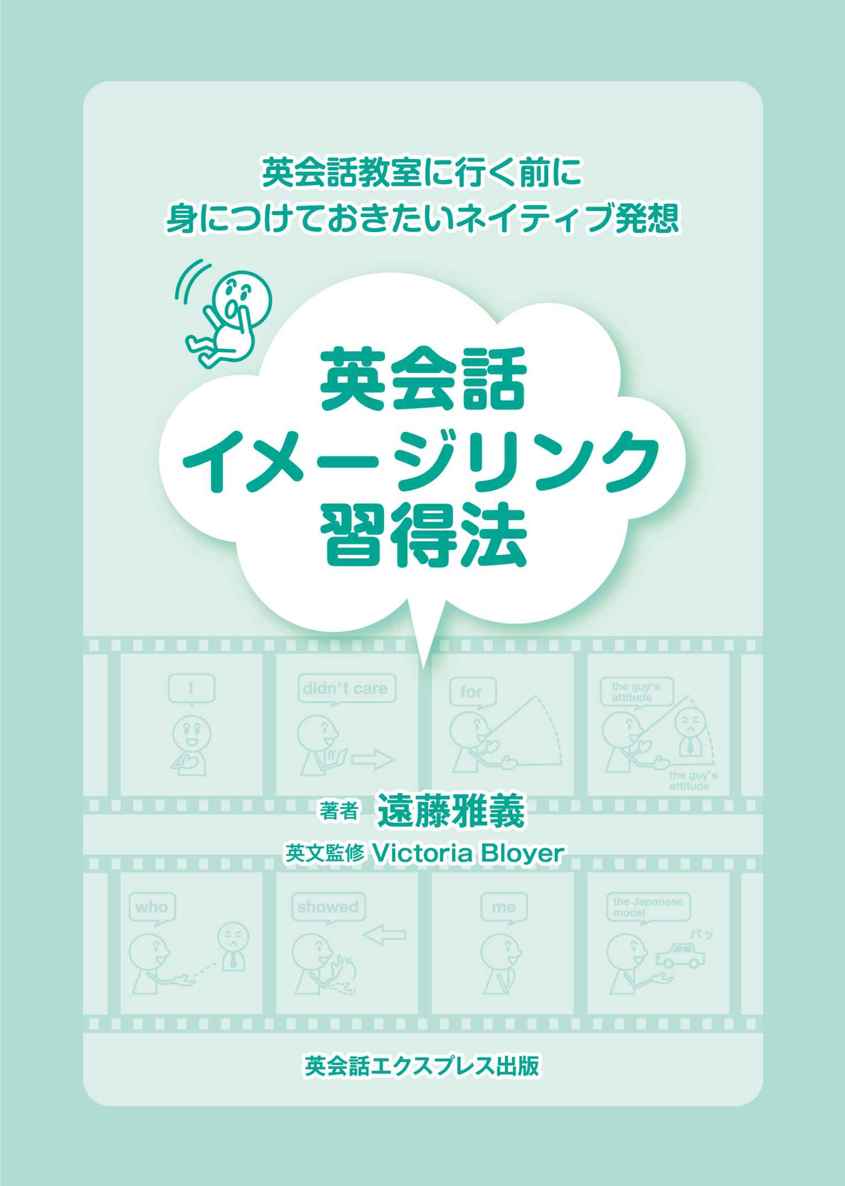 英会話教室に行く前に
身につけておきたいネイティブ発想
英会話
イメージリンク
習得法
I
didn't care
for
the guy's
attitude
the guy's
attitude
著者 遠藤雅義
英文監修 Victoria Bloyer
who
showed
me
the Japanese
model
パッ
英会話エクスプレス出版